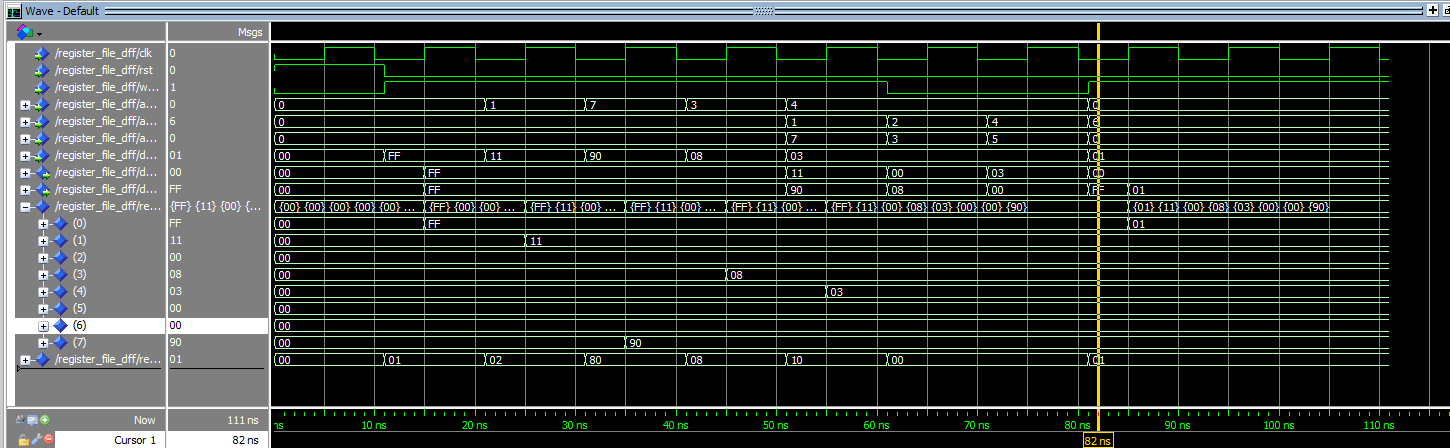 Wave - Default
Msgs
/register_file_dff/clk 0
/register_file_dff/rst 0
/register_file_dff/w... 1
/register_file_dff/a... 0 0 1 7 3 4 0
/register_file_dff/a... 6 0 1 2 4 6
/register_file_dff/a... 0 0 7 3 5 0
/register_file_dff/d... 01 00 FF 11 90 08 03 01
/register_file_dff/d... 00 00 FF 11 00 03 00
/register_file_dff/d... FF 00 FF 90 08 00 FF 01
/register_file_dff/re... {FF} {11} {00} {... {00} {00} {00} {00} {00} ... {FF} {00} {00} ... {FF} {11} {00} ... {FF} {11} {00} ... {FF} {11} {00} ... {FF} {11} {00} {08} {03} {00} {00} {90} {01} {11} {00} {08} {03} {00} {00} {90}
(0) FF 00 FF 01
(1) 11 00 11
(2) 00 00
(3) 08 00 08
(4) 03 00 03
(5) 00 00
(6) 00 00
(7) 90 00 90
/register_file_dff/re... 01 00 01 02 80 08 10 00 01
Now 111 ns 10 ns 20 ns 30 ns 40 ns 50 ns 60 ns 70 ns 80 ns 90 ns 100 ns 110 ns
Cursor 1 82 ns 82 ns